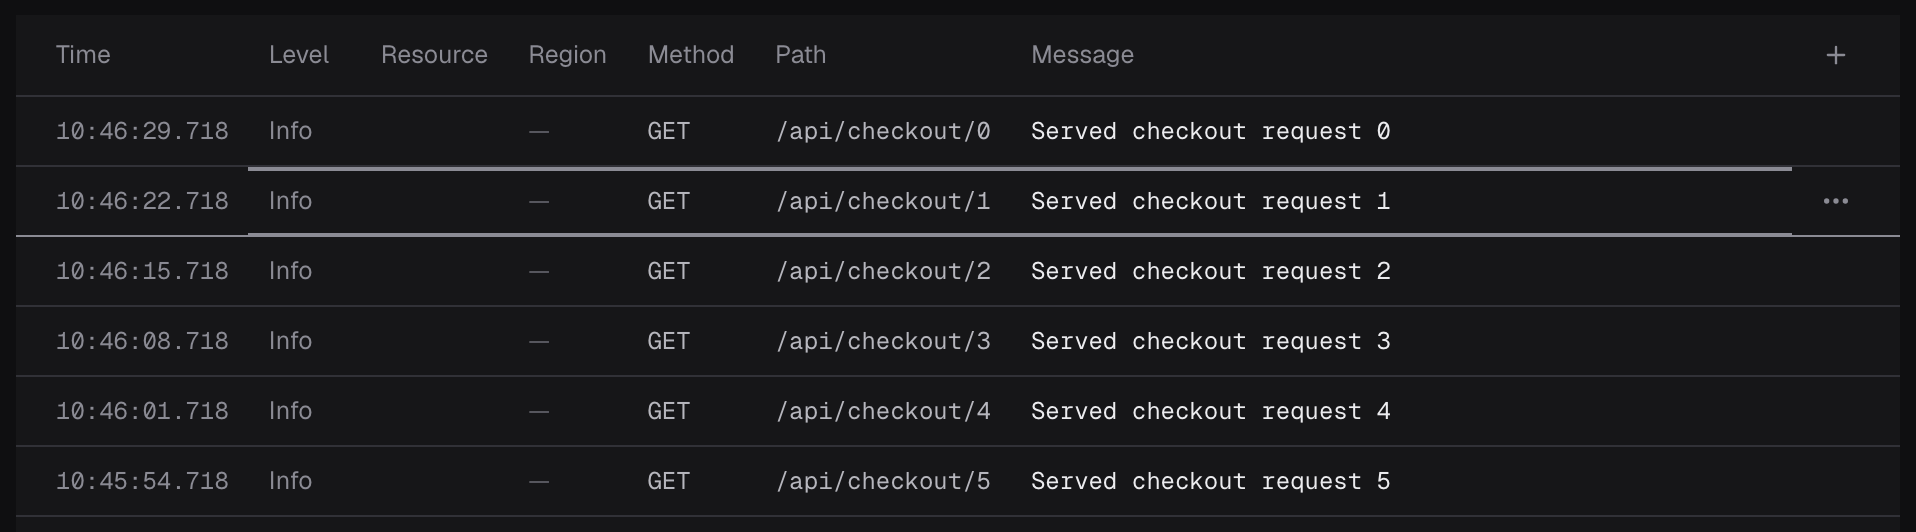 Time Level Resource Region Method Path Message +
10:46:29.718 Info — GET /api/checkout/0 Served checkout request 0
10:46:22.718 Info — GET /api/checkout/1 Served checkout request 1 •••
10:46:15.718 Info — GET /api/checkout/2 Served checkout request 2
10:46:08.718 Info — GET /api/checkout/3 Served checkout request 3
10:46:01.718 Info — GET /api/checkout/4 Served checkout request 4
10:45:54.718 Info — GET /api/checkout/5 Served checkout request 5